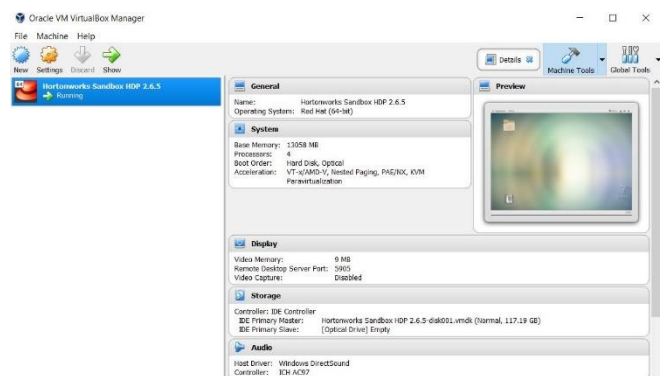 Oracle VM VirtualBox Manager
File Machine Help
New Settings Discard Show
Details
Machine Tools
Global Tools
Hortonworks Sandbox HDP 2.6.5
Running
General
Name: Hortonworks Sandbox HDP 2.6.5
Operating System: Red Hat (64-bit)
System
Base Memory: 13058 MB
Processors: 4
Boot Order: Hard Disk, Optical
Acceleration: VT-x/AMD-V, Nested Paging, PAE/NX, KVM
Paravirtualization
Preview
Display
Video Memory: 9 MB
Remote Desktop Server Port: 5905
Video Capture: Disabled
Storage
Controller: IDE Controller
IDE Primary Master: Hortonworks Sandbox HDP 2.6.5-disk001.vmdk (Normal, 117.19 GB)
IDE Primary Slave: [Optical Drive] Empty
Audio
Host Driver: Windows DirectSound
Controller: ICH AC97